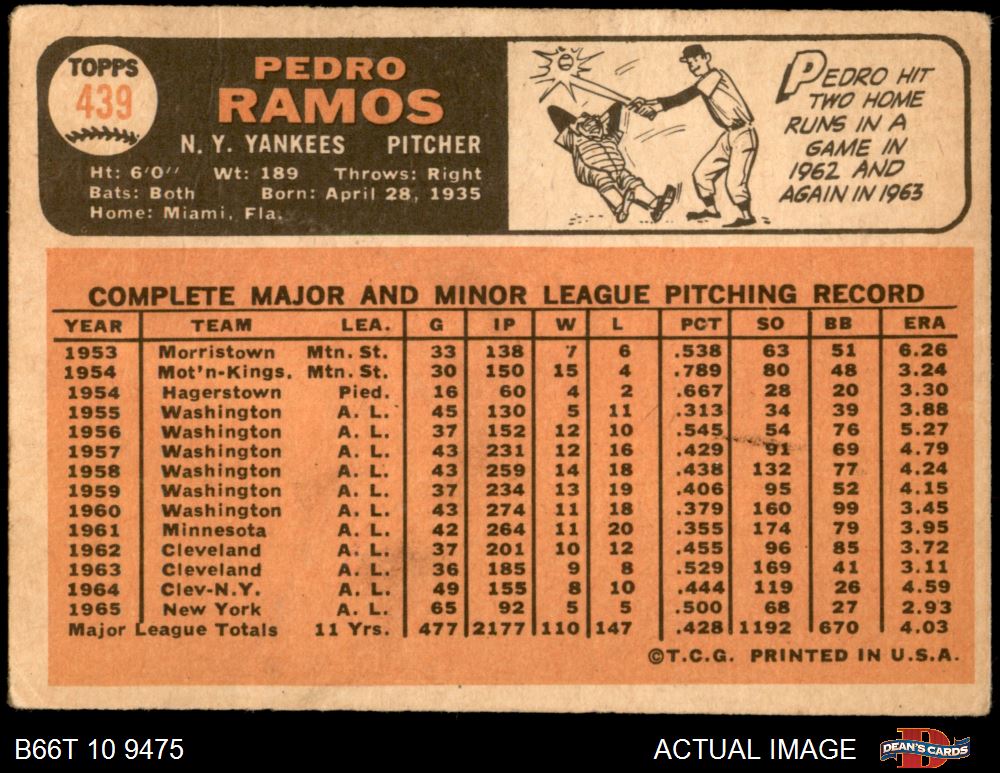 TOPPS
439
PEDRO
RAMOS
N. Y. YANKEES PITCHER
Ht: 6'0'' Wt: 189 Throws: Right
Bats: Both Born: April 28, 1935
Home: Miami, Fla.
PEDRO HIT
TWO HOME
RUNS IN A
GAME IN
1962 AND
AGAIN IN 1963
COMPLETE MAJOR AND MINOR LEAGUE PITCHING RECORD
YEAR TEAM LEA. G IP W L PCT SO BB ERA
1953 Morristown Mtn. St. 33 138 7 6 .538 63 51 6.26
1954 Mot'n-Kings. Mtn. St. 30 150 15 4 .789 80 48 3.24
1954 Hagerstown Pied. 16 60 4 2 .667 28 20 3.30
1955 Washington A. L. 45 130 5 11 .313 34 39 3.88
1956 Washington A. L. 37 152 12 10 .545 54 76 5.27
1957 Washington A. L. 43 231 12 16 .429 91 69 4.79
1958 Washington A. L. 43 259 14 18 .438 132 77 4.24
1959 Washington A. L. 37 234 13 19 .406 95 52 4.15
1960 Washington A. L. 43 274 11 18 .379 160 99 3.45
1961 Minnesota A. L. 42 264 11 20 .355 174 79 3.95
1962 Cleveland A. L. 37 201 10 12 .455 96 85 3.72
1963 Cleveland A. L. 36 185 9 8 .529 169 41 3.11
1964 Clev-N.Y. A. L. 49 155 8 10 .444 119 26 4.59
1965 New York A. L. 65 92 5 5 .500 68 27 2.93
Major League Totals 11 Yrs. 477 2177 110 147 .428 1192 670 4.03
©T.C.G. PRINTED IN U.S.A.
B66T 10 9475 ACTUAL IMAGE DEAN'S CARDS